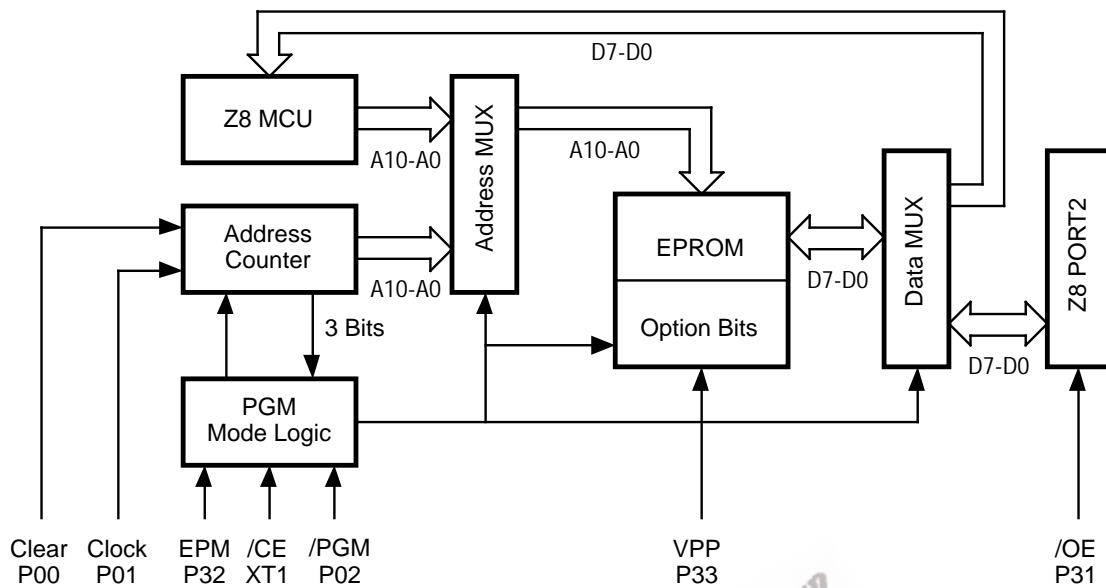 D7-D0
Z8 MCU
A10-A0
Address MUX
A10-A0
Address
Counter
A10-A0
3 Bits
EPROM
Option Bits
D7-D0
Data MUX
D7-D0
Z8 PORT2
PGM
Mode Logic
Clear
P00
Clock
P01
EPM
P32
/CE
XT1
/PGM
P02
VPP
P33
/OE
P31